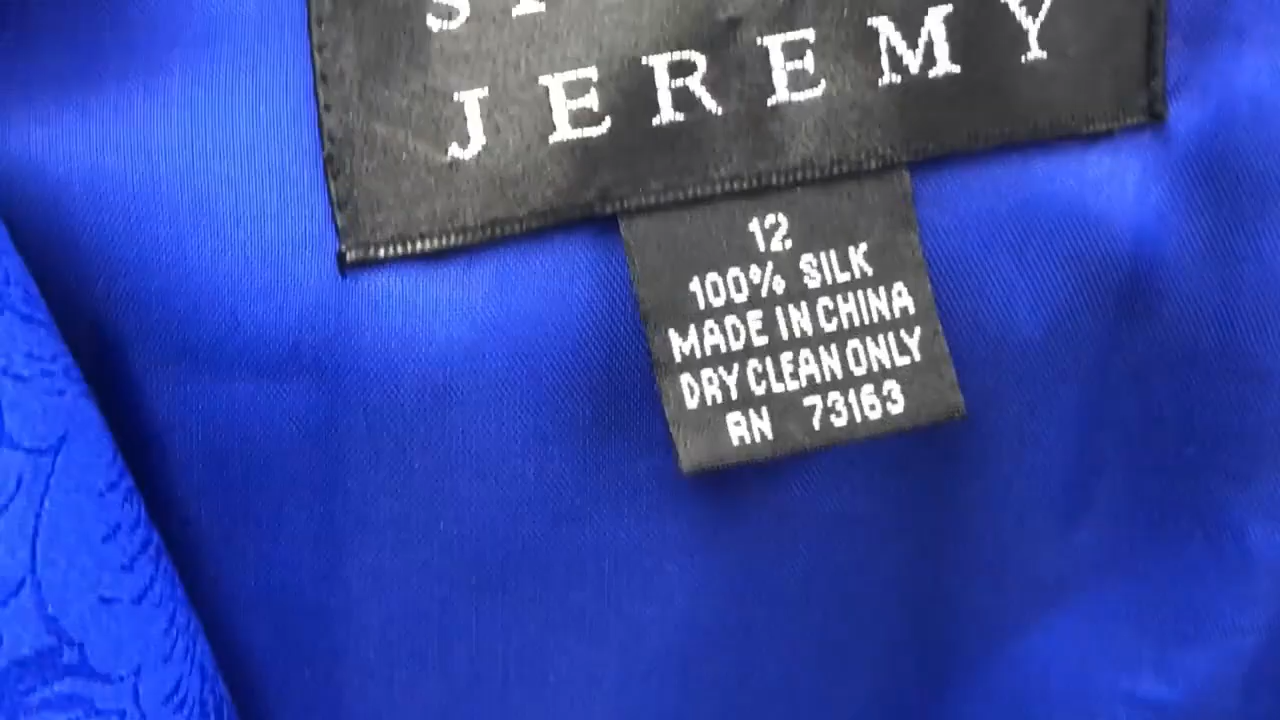 JEREMY
12
100% SILK
MADE IN CHINA
DRY CLEAN ONLY
RN 73163